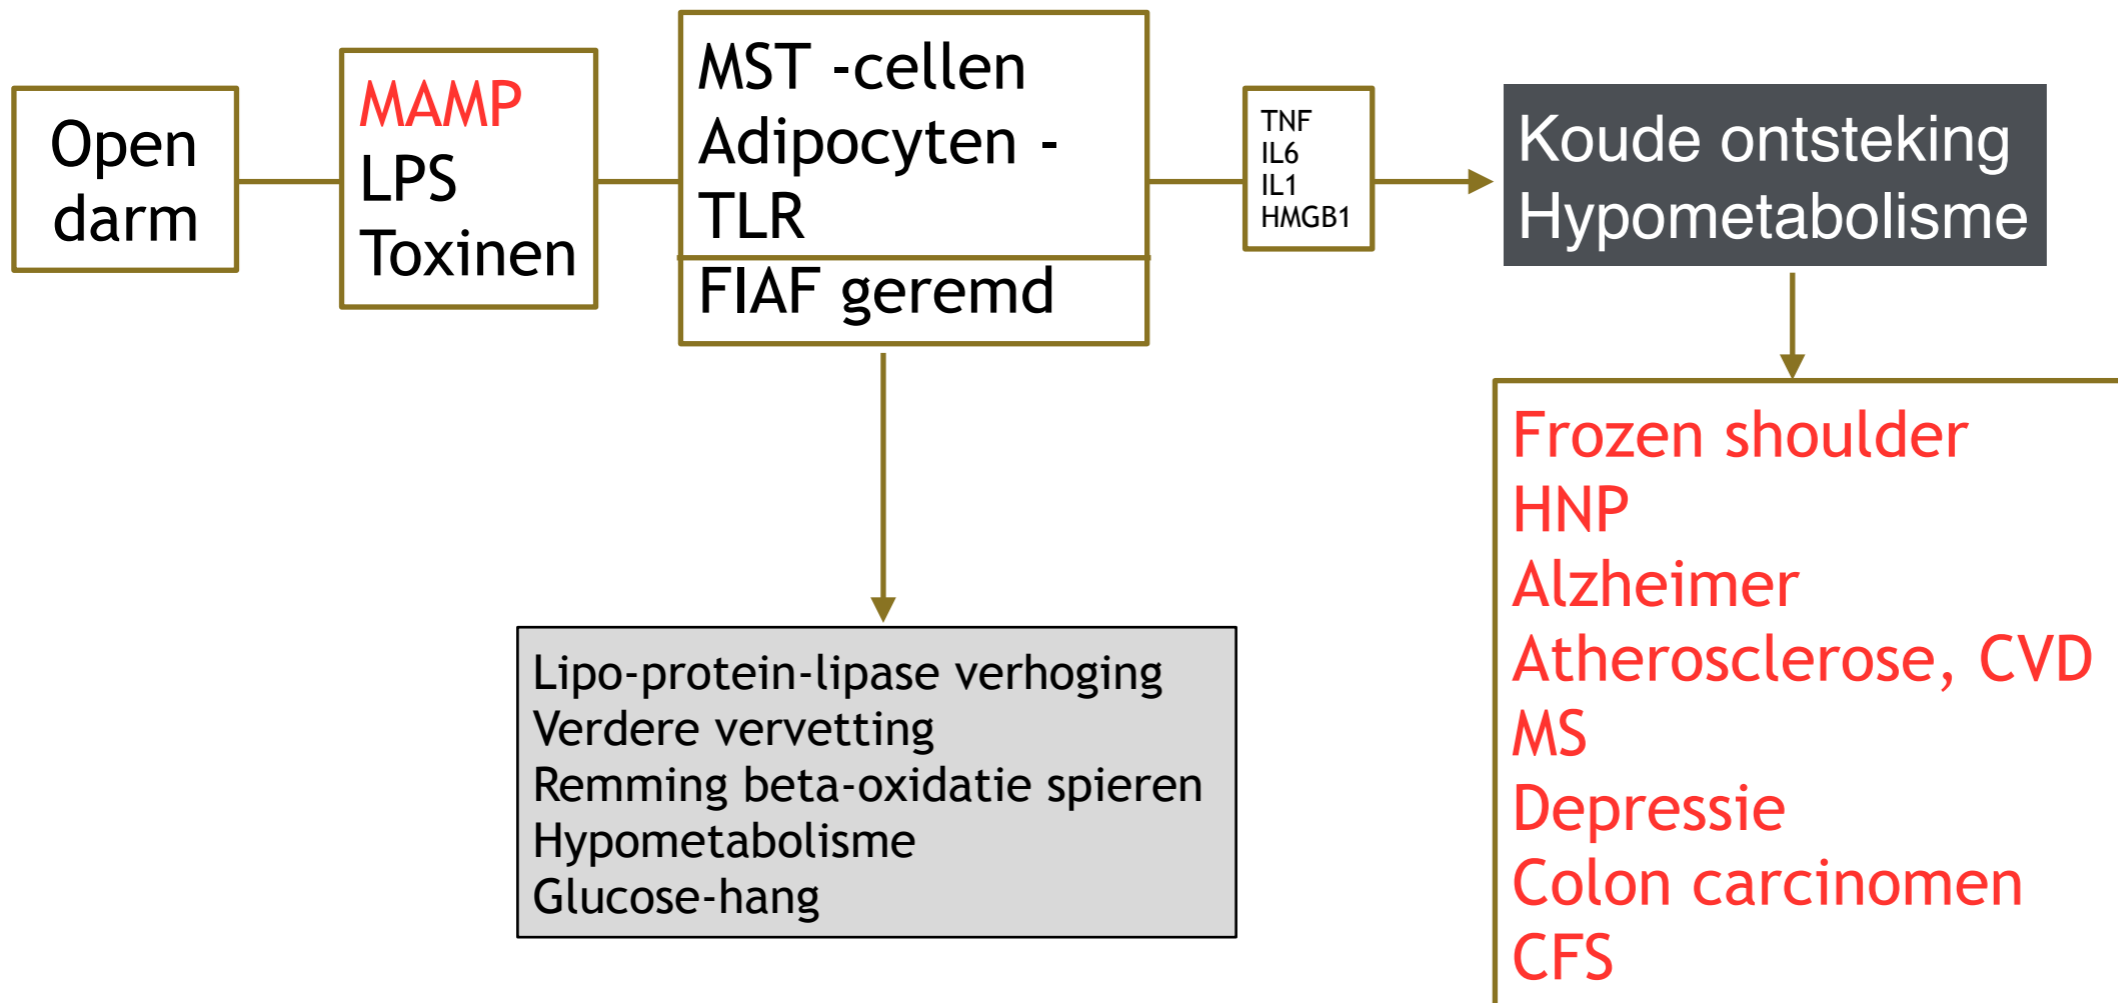 Open
darm
MAMP
LPS
Toxinen
MST -cellen
Adipocyten -
TLR
FIAF geremd
TNF
IL6
IL1
HMGB1
Koude ontsteking
Hypometabolisme
Lipo-protein-lipase verhoging
Verdere vervetting
Remming beta-oxidatie spieren
Hypometabolisme
Glucose-hang
Frozen shoulder
HNP
Alzheimer
Atherosclerose, CVD
MS
Depressie
Colon carcinomen
CFS